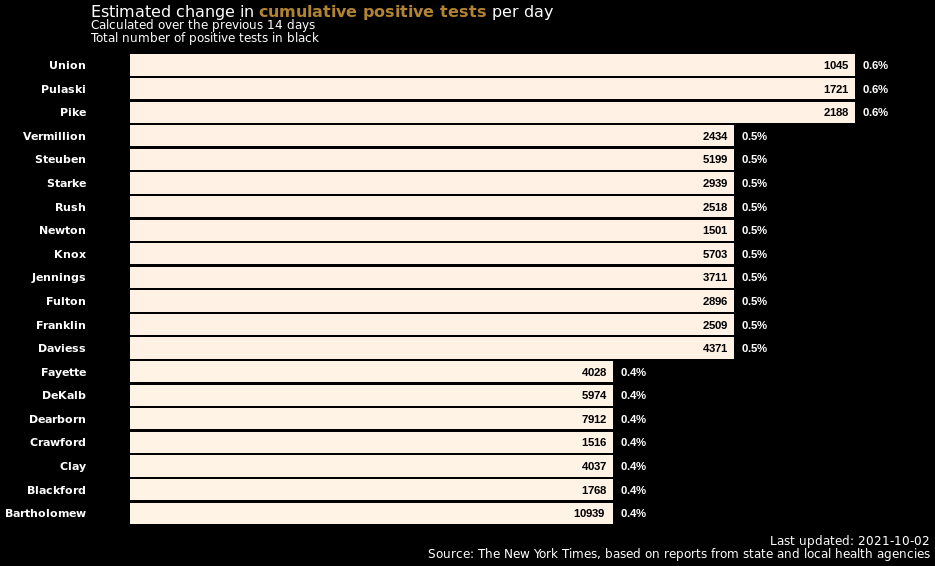 Estimated change in cumulative positive tests per day
Calculated over the previous 14 days
Total number of positive tests in black
Union 1045 0.6%
Pulaski 1721 0.6%
Pike 2188 0.6%
Vermillion 2434 0.5%
Steuben 5199 0.5%
Starke 2939 0.5%
Rush 2518 0.5%
Newton 1501 0.5%
Knox 5703 0.5%
Jennings 3711 0.5%
Fulton 2896 0.5%
Franklin 2509 0.5%
Daviess 4371 0.5%
Fayette 4028 0.4%
DeKalb 5974 0.4%
Dearborn 7912 0.4%
Crawford 1516 0.4%
Clay 4037 0.4%
Blackford 1768 0.4%
Bartholomew 10939 0.4%
Last updated: 2021-10-02
Source: The New York Times, based on reports from state and local health agencies